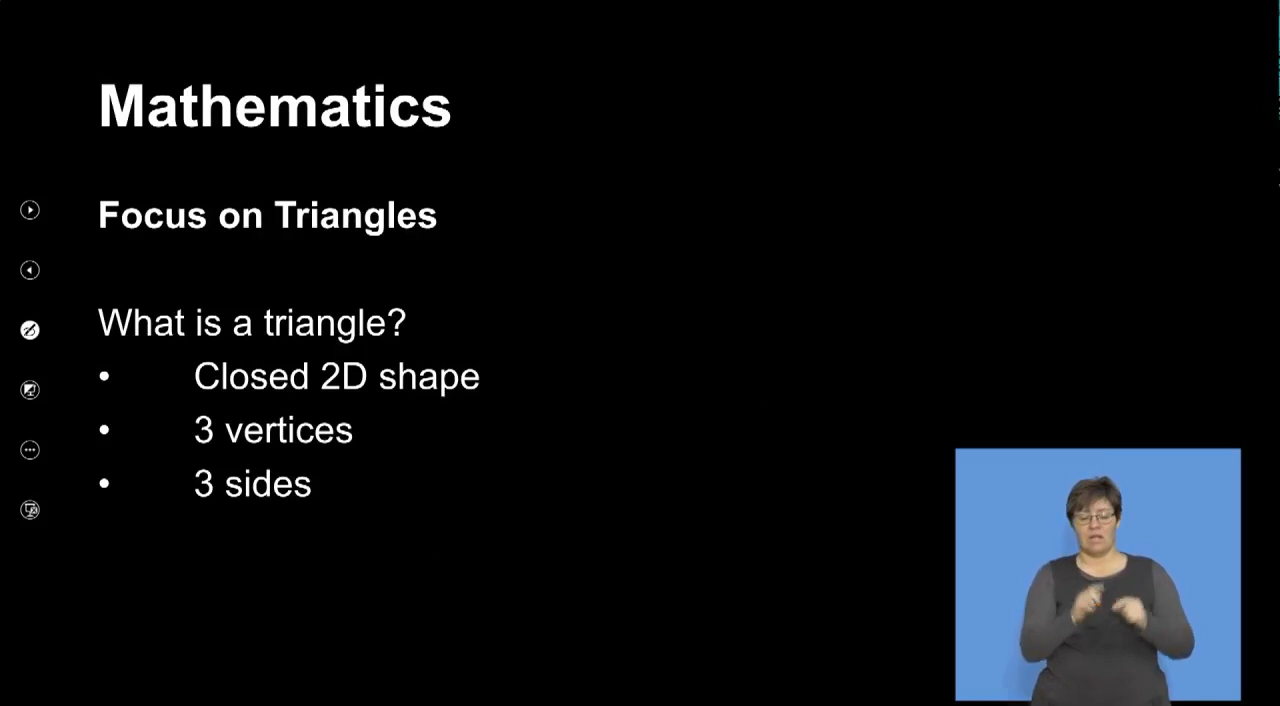 Mathematics
Focus on Triangles
What is a triangle?
• Closed 2D shape
• 3 vertices
• 3 sides